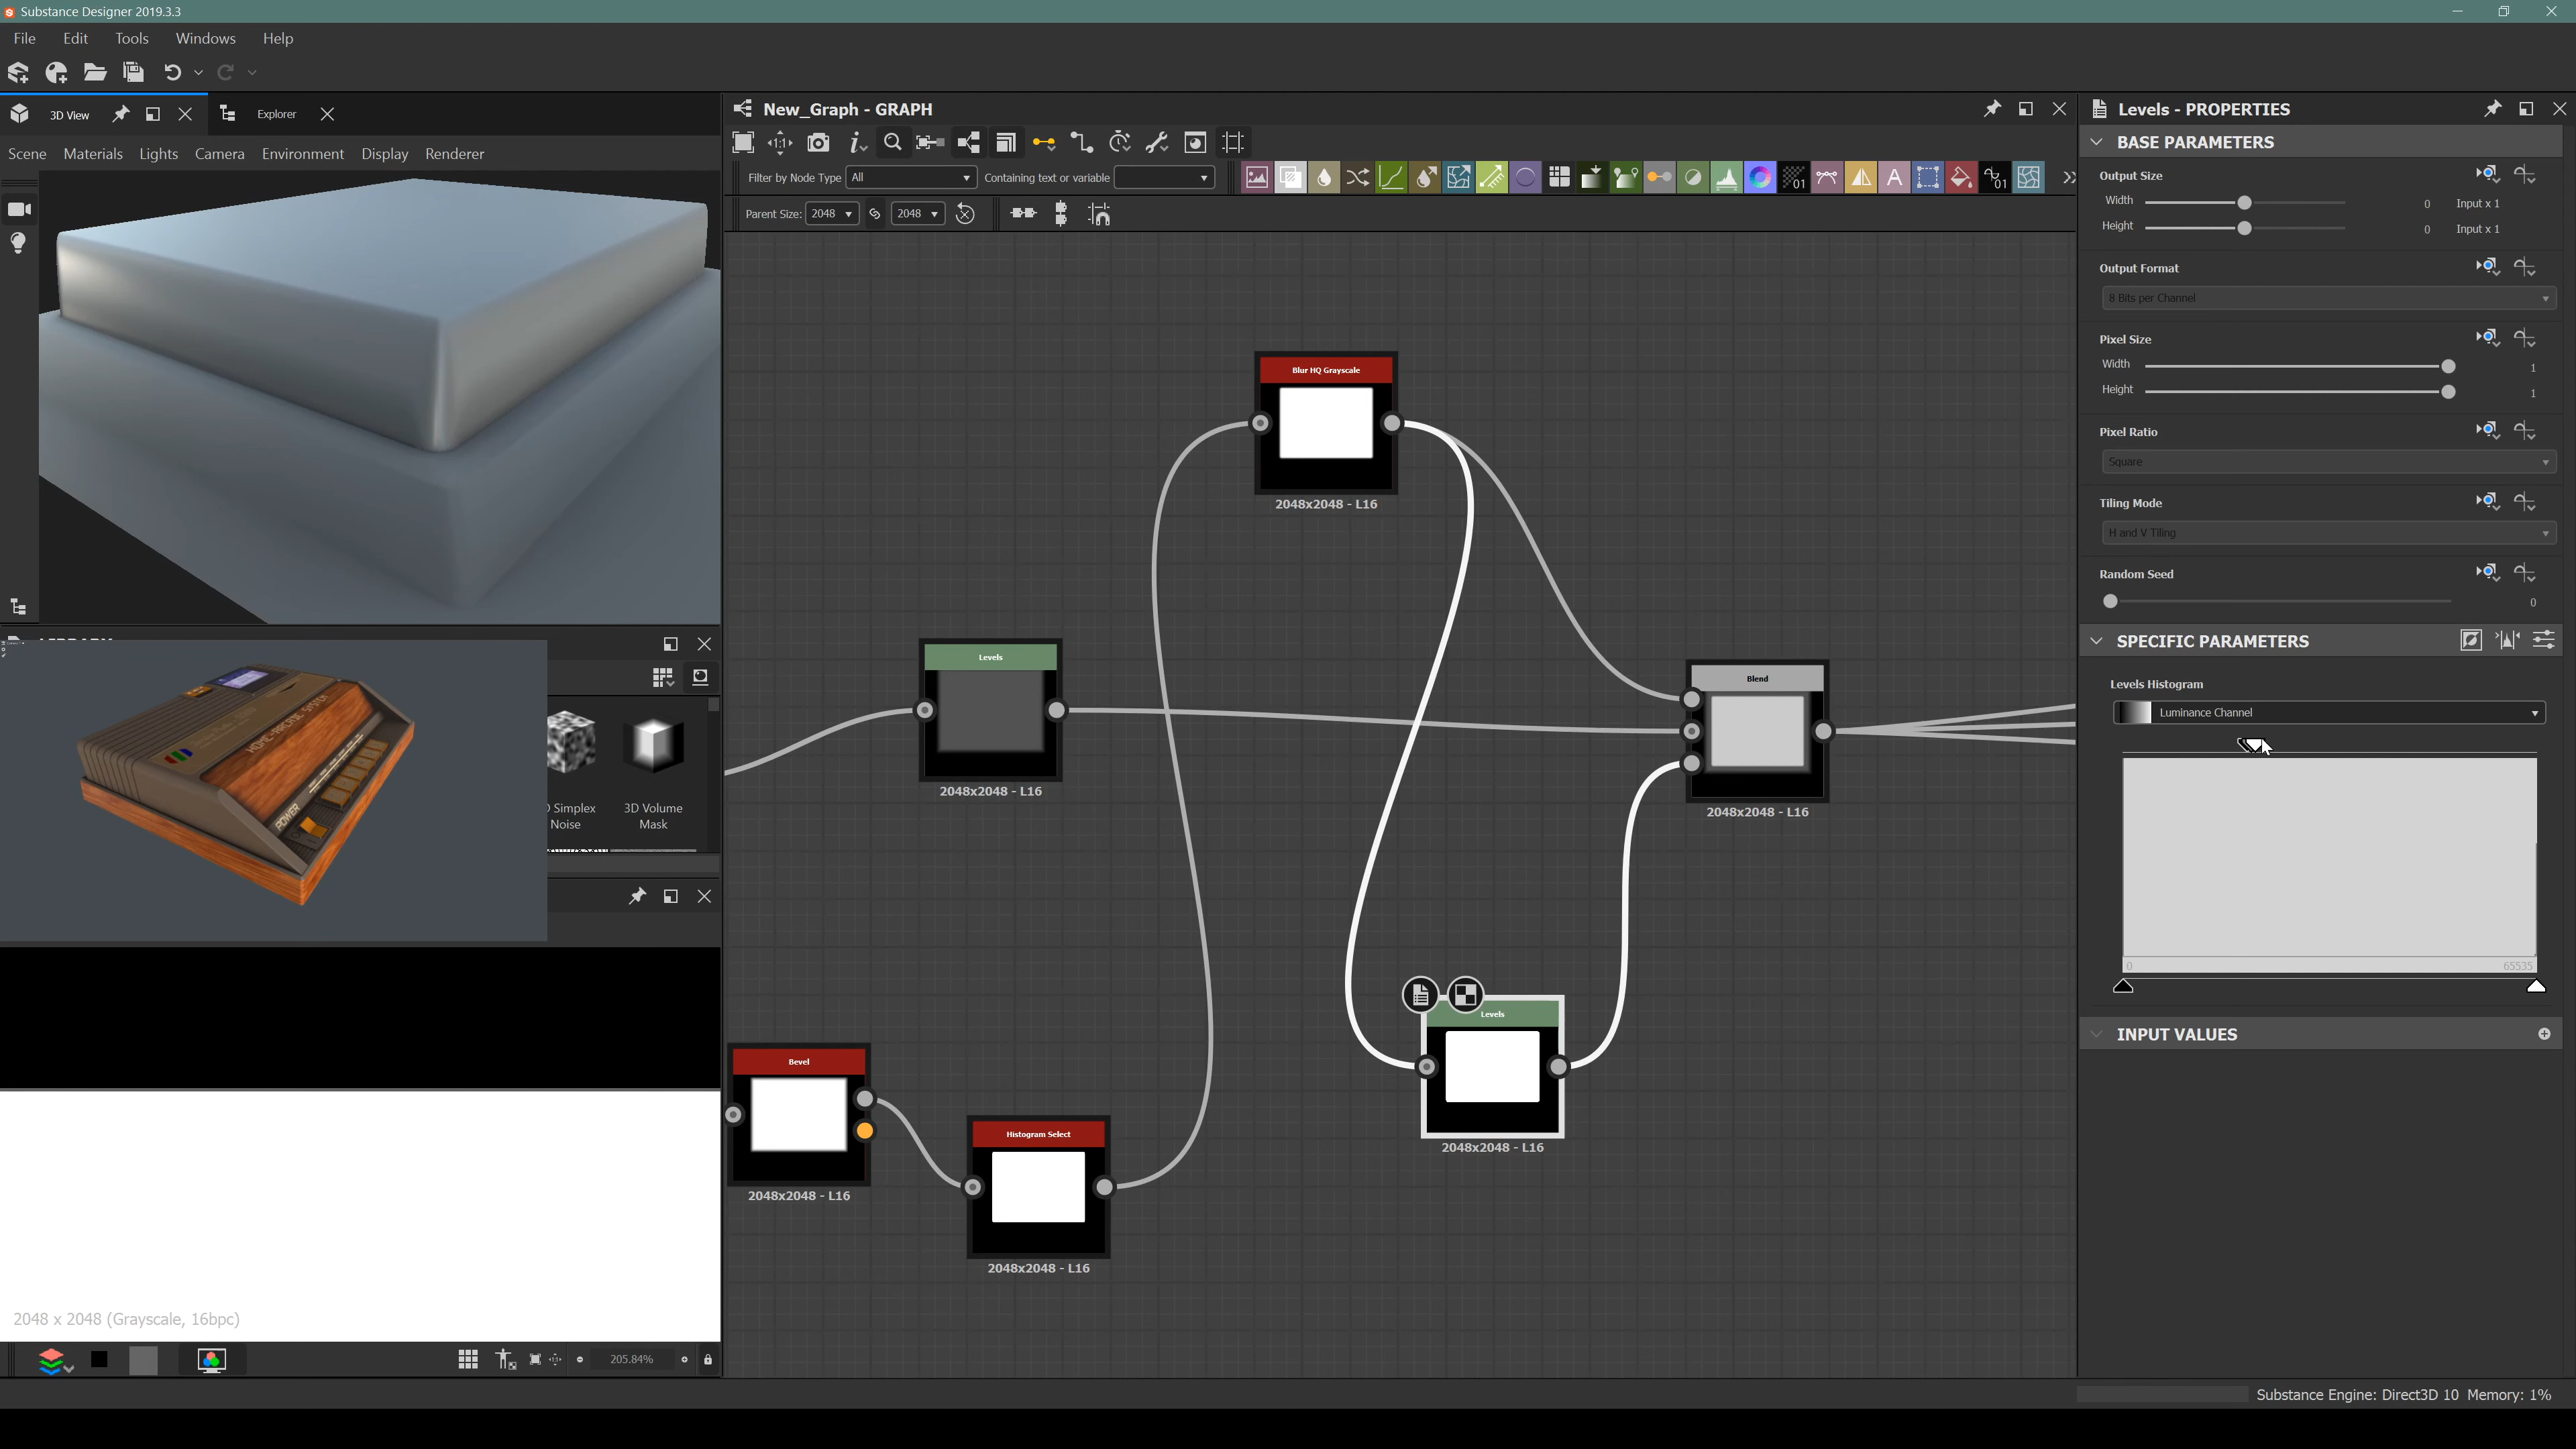 Substance Designer 2019.3.3
File Edit Tools Windows Help
3D View
Explorer
Scene Materials Lights Camera Environment Display Renderer
New_Graph - GRAPH
Filter by Node Type All Containing text or variable
Parent Size: 2048 2048
Blur HQ Grayscale
2048x2048 - L16
Levels
2048x2048 - L16
Blend
2048x2048 - L16
Levels
2048x2048 - L16
Bevel
2048x2048 - L16
Histogram Select
2048x2048 - L16
HOME-ARCADE SYSTEM
POWER
Simplex
Noise
3D Volume
Mask
2048 x 2048 (Grayscale, 16bpc)
205.84%
Levels - PROPERTIES
BASE PARAMETERS
Output Size
Width 0 Input x 1
Height 0 Input x 1
Output Format
8 Bits per Channel
Pixel Size
Width 1
Height 1
Pixel Ratio
Square
Tiling Mode
H and V Tiling
Random Seed
0
SPECIFIC PARAMETERS
Levels Histogram
Luminance Channel
0 65535
INPUT VALUES
Substance Engine: Direct3D 10 Memory: 1%